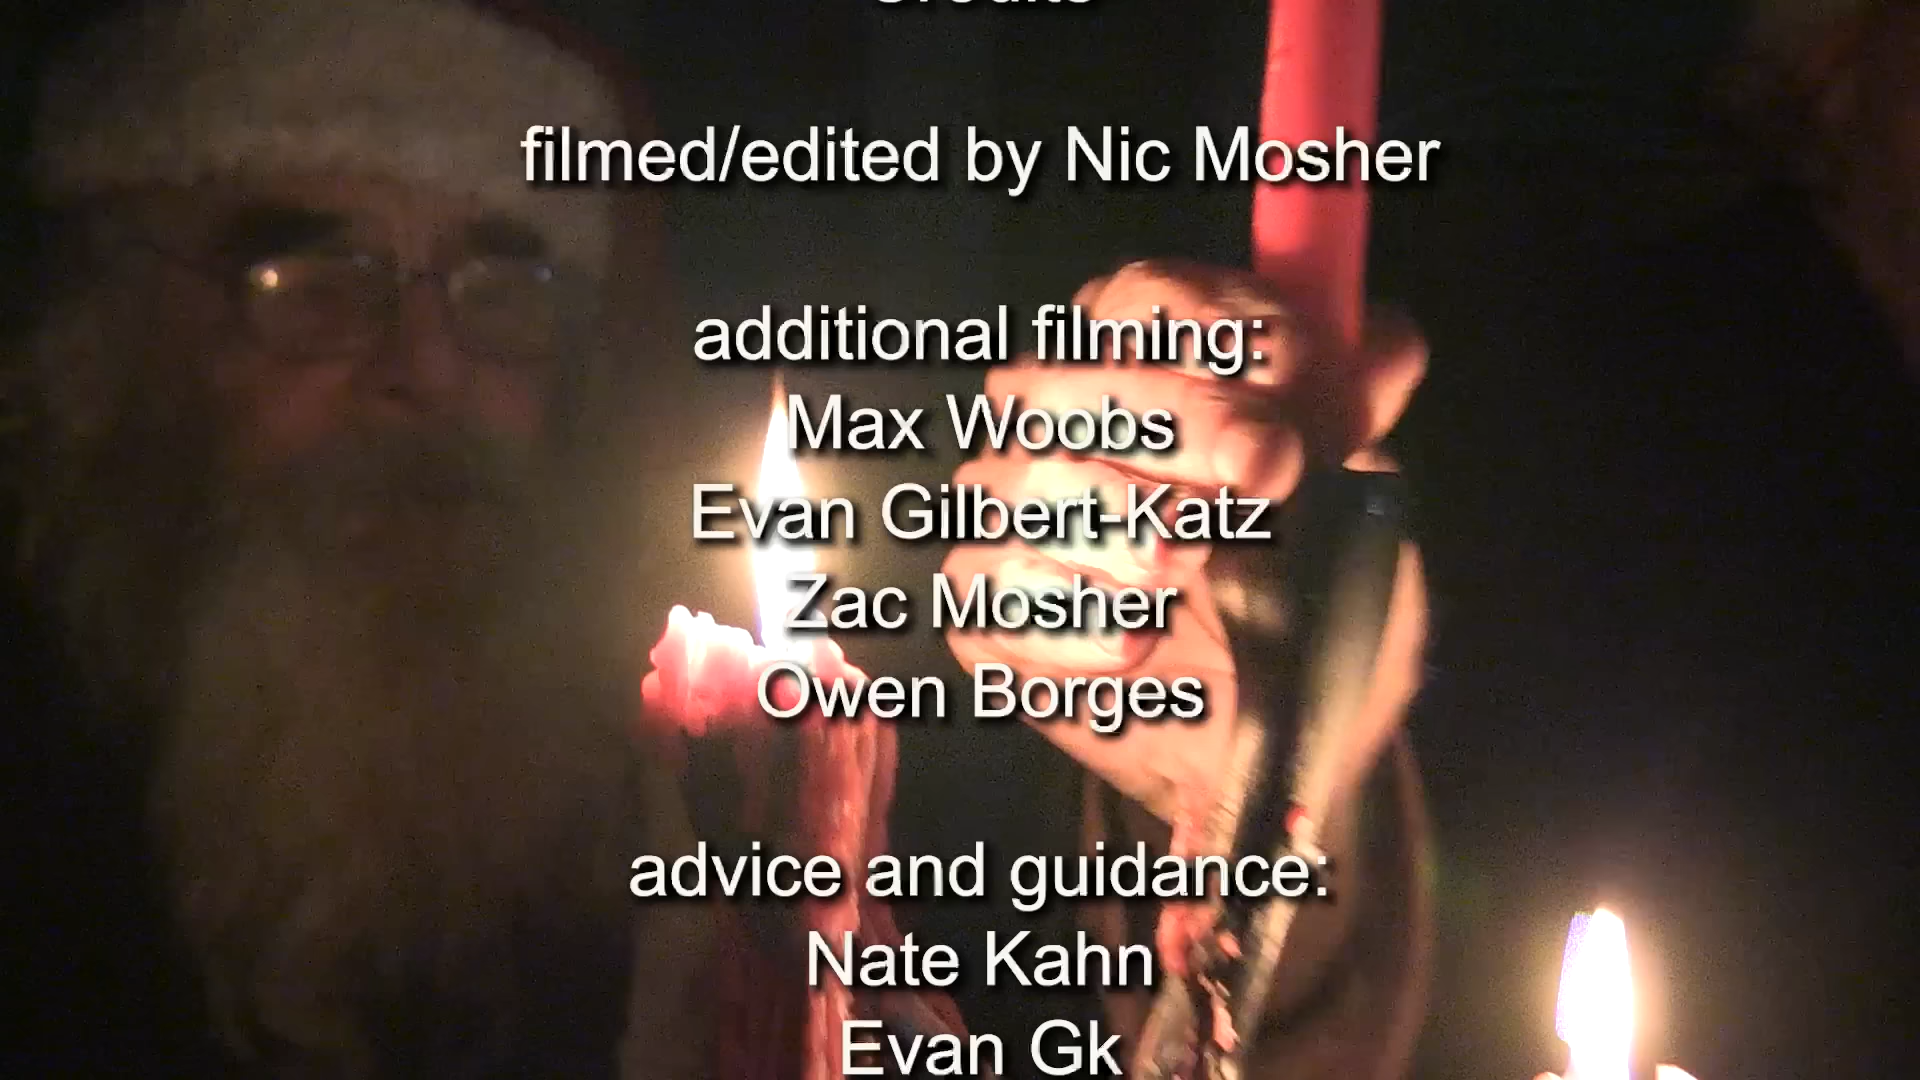 credits
filmed/edited by Nic Mosher
additional filming:
Max Woobs
Evan Gilbert-Katz
Zac Mosher
Owen Borges
advice and guidance:
Nate Kahn
Evan Gk